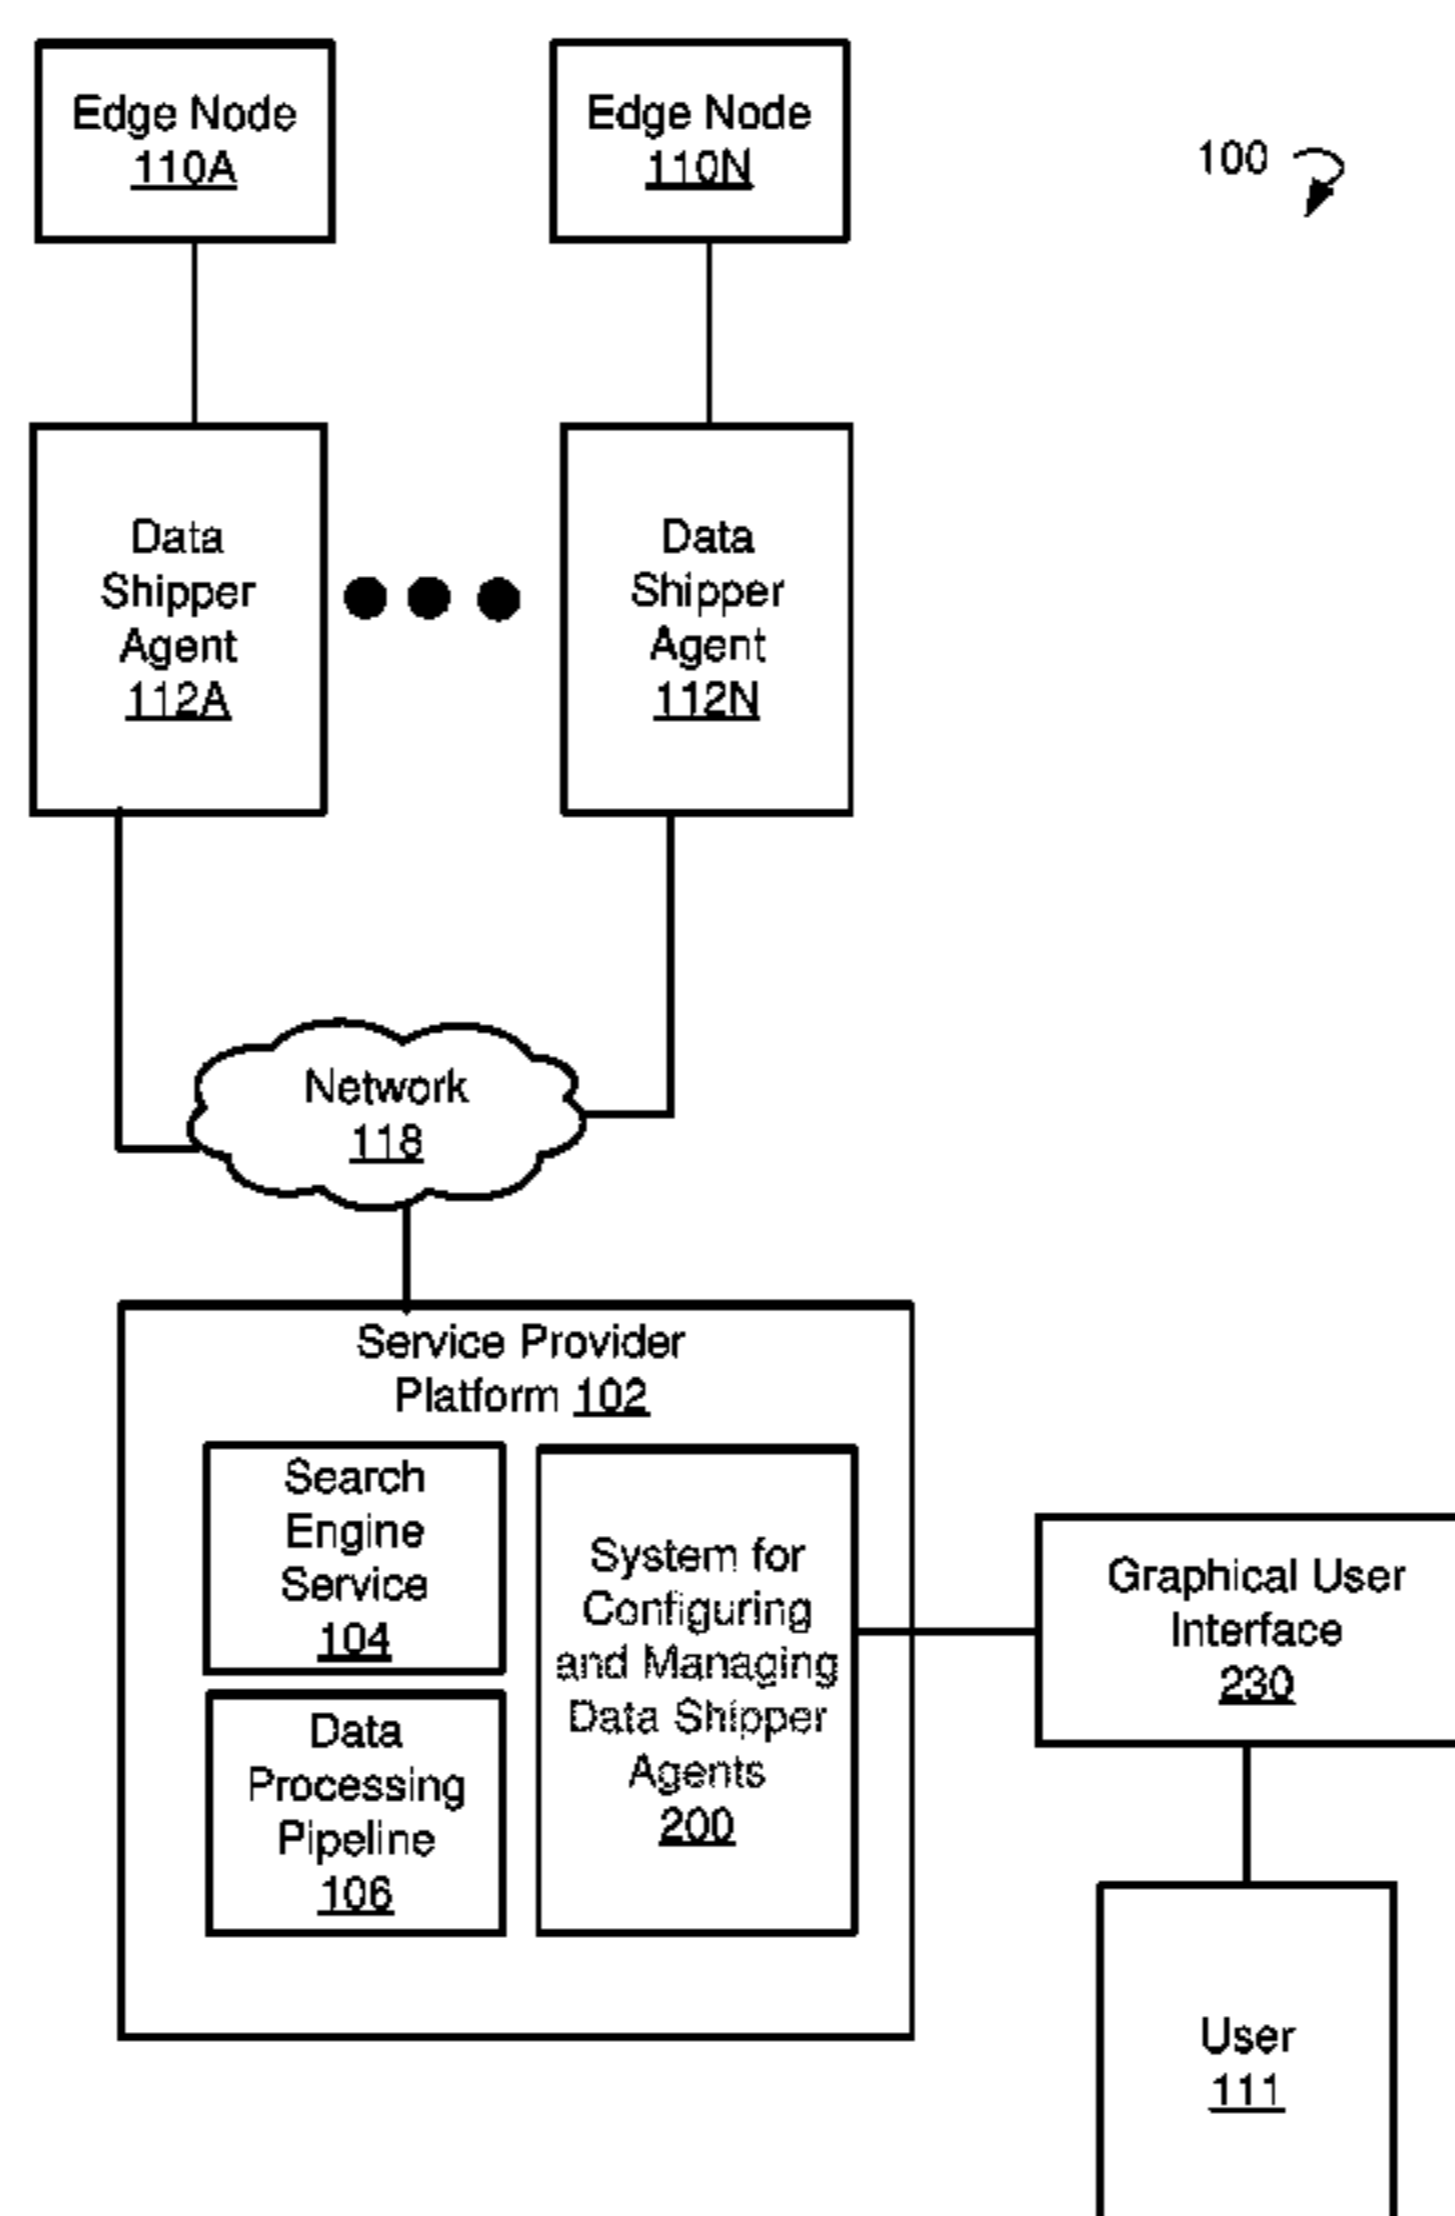 Edge Node
110A
Edge Node
110N
100
Data
Shipper
Agent
112A
Data
Shipper
Agent
112N
Network
118
Service Provider
Platform 102
Search
Engine
Service
104
Data
Processing
Pipeline
106
System for
Configuring
and Managing
Data Shipper
Agents
200
Graphical User
Interface
230
User
111